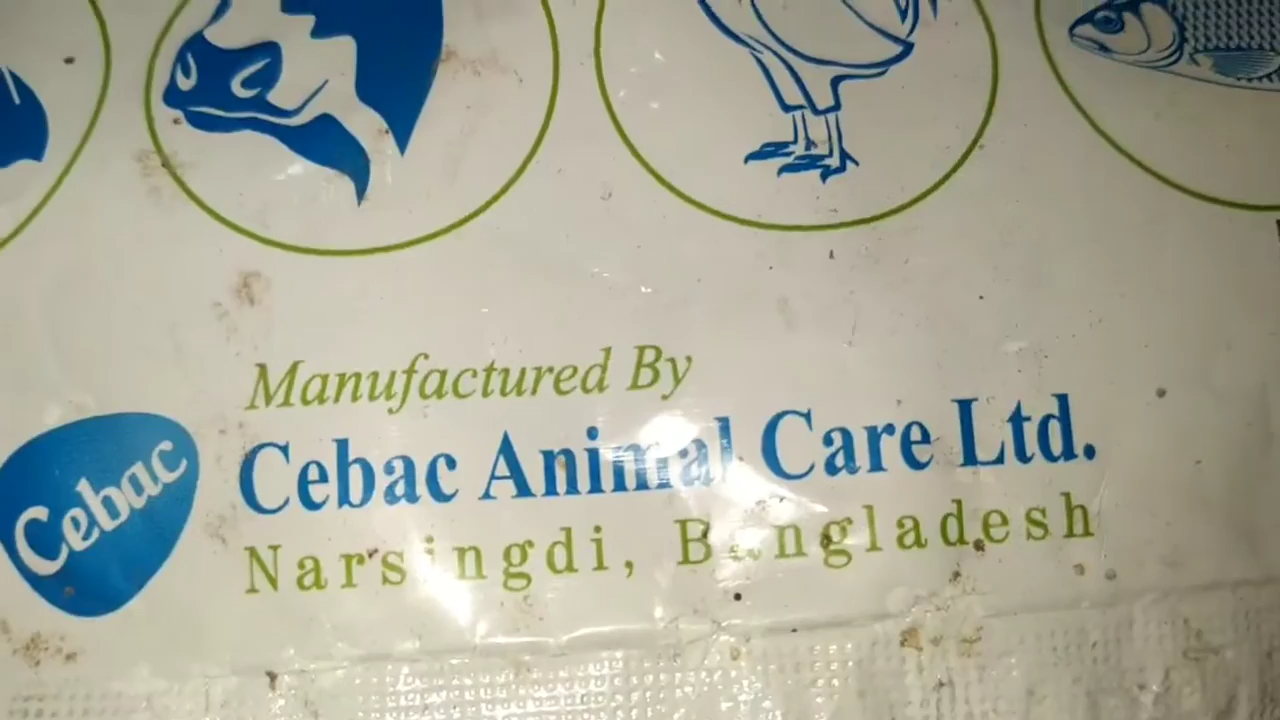 Manufactured By
Cebac
Cebac Animal Care Ltd.
Narsingdi, Bangladesh